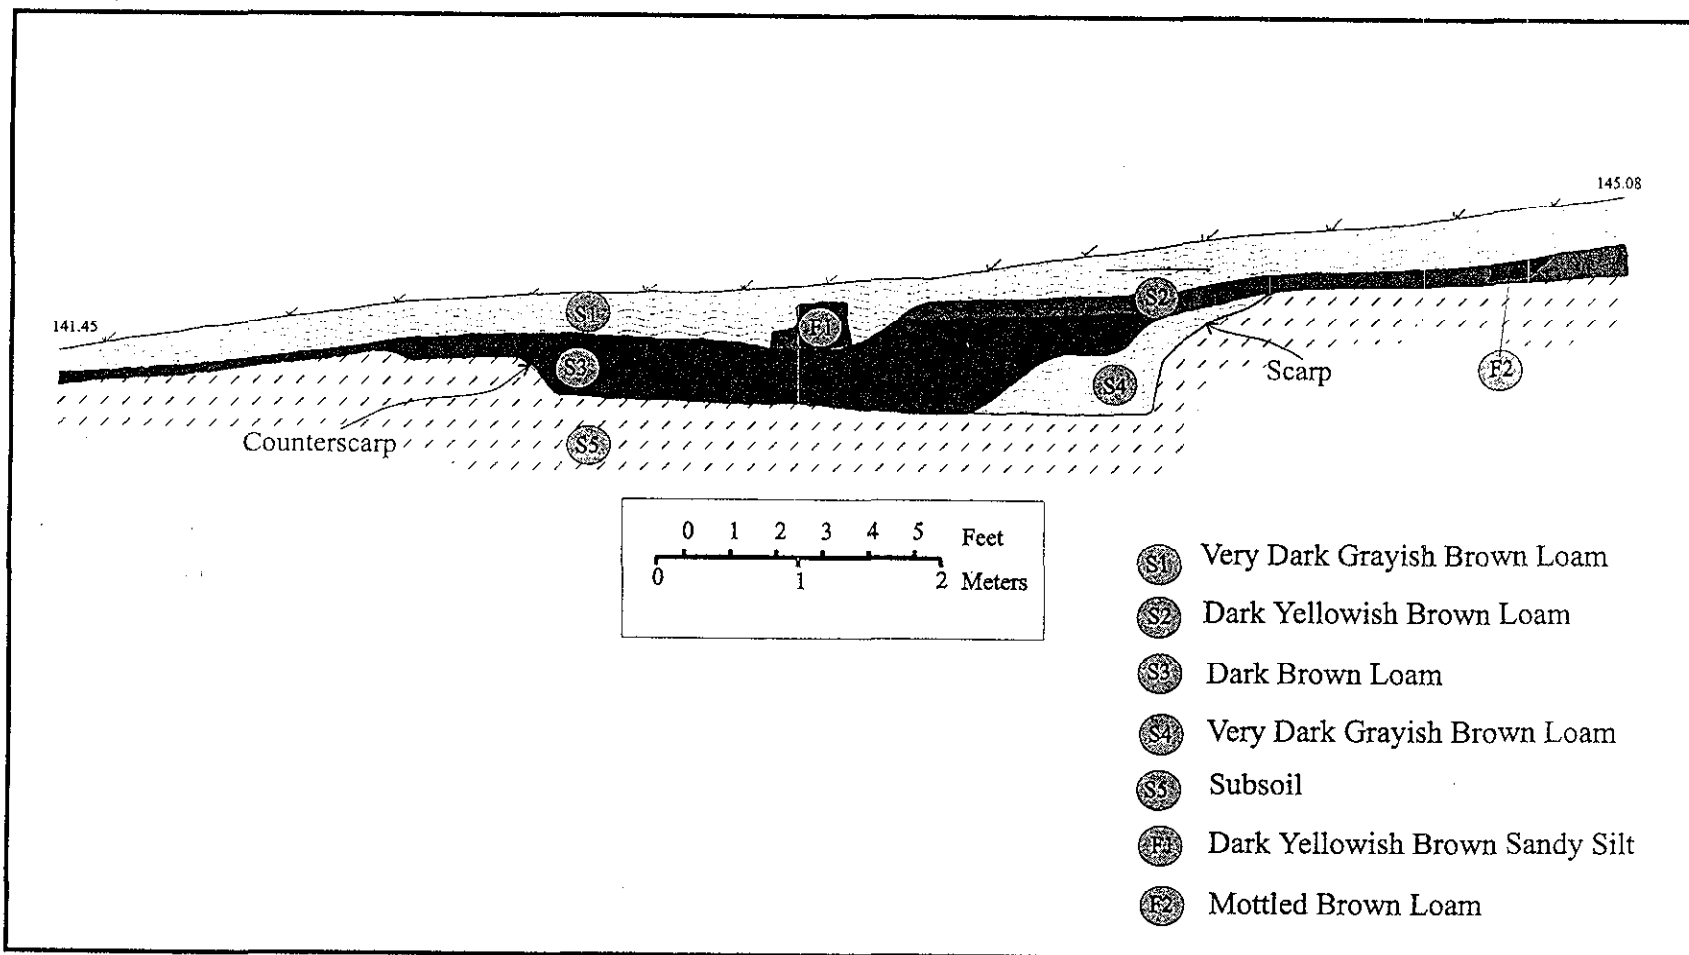 145.08
141.45
S1
S2
F1
S3
S4
Scarp
F2
Counterscarp
S5
0 1 2 3 4 5 Feet
0 1 2 Meters
S1 Very Dark Grayish Brown Loam
S2 Dark Yellowish Brown Loam
S3 Dark Brown Loam
S4 Very Dark Grayish Brown Loam
S5 Subsoil
F1 Dark Yellowish Brown Sandy Silt
F2 Mottled Brown Loam